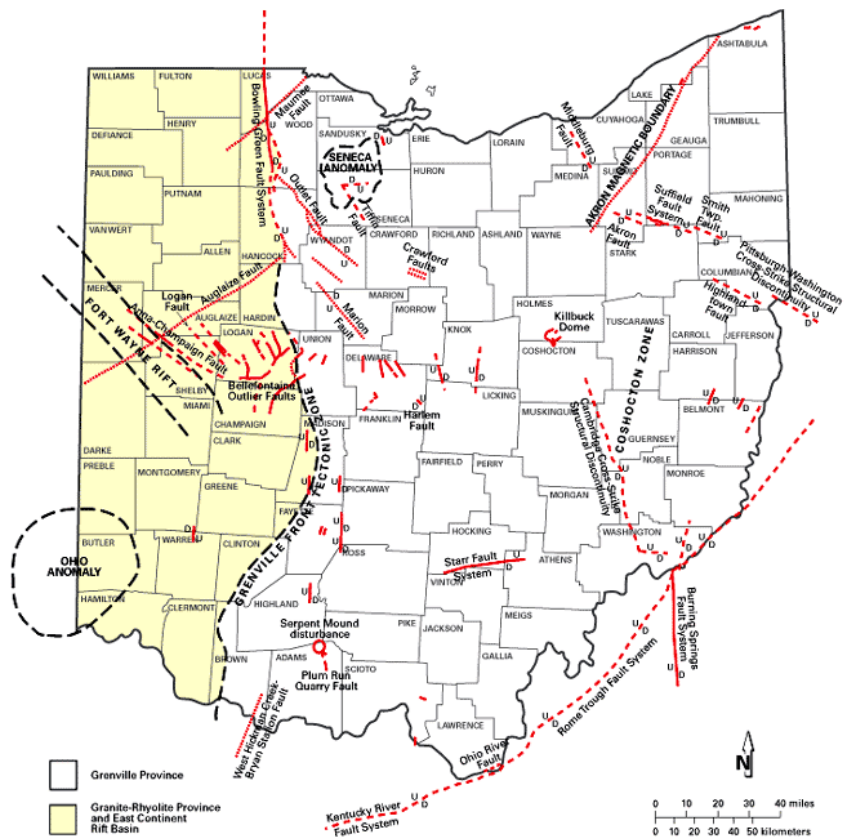 ASHTABULA
WILLIAMS
FULTON
LUCAS
Maumee
Fault
OTTAWA
LAKE
WOOD
SANDUSKY
ERIE
LORAIN
CUYAHOGA
GEAUGA
TRUMBULL
HENRY
DEFIANCE
Bowling Green Fault System
Middleburg
Fault
SENECA
(ANOMALY)
HURON
MEDINA
SUMMIT
PORTAGE
AKRON MAGNETIC BOUNDARY
PAULDING
PUTNAM
Outlet Fault
Tiffin
Fault
SENECA
MAHONING
Suffield
Fault
System
Smith
Twp.
Fault
Akron
Fault
VAN WERT
ALLEN
HANCOCK
WYANDOT
CRAWFORD
RICHLAND
ASHLAND
WAYNE
STARK
Crawford
Faults
COLUMBIANA
Pittsburgh-Washington
Cross-Strike Structural
Discontinuity
Highland-
town
Fault
MERCER
Logan
Fault
Auglaize Fault
AUGLAIZE
HARDIN
MARION
Marion
Fault
MORROW
HOLMES
Killbuck
Dome
TUSCARAWAS
CARROLL
JEFFERSON
FORT WAYNE RIFT
Anna-Champaign Fault
LOGAN
UNION
KNOX
DELAWARE
COSHOCTON
HARRISON
SHELBY
Bellefontaine
Outlier Faults
LICKING
COSHOCTON ZONE
MIAMI
CHAMPAIGN
MADISON
FRANKLIN
Harlem
Fault
MUSKINGUM
GUERNSEY
BELMONT
DARKE
CLARK
Cambridge Cross-Strike
Structural Discontinuity
PREBLE
MONTGOMERY
GREENE
GRENVILLE FRONT TECTONIC ZONE
PICKAWAY
FAIRFIELD
PERRY
NOBLE
MONROE
MORGAN
FAYETTE
BUTLER
WARREN
CLINTON
HOCKING
WASHINGTON
OHIO
ANOMALY
ROSS
Starr Fault
System
VINTON
ATHENS
HAMILTON
CLERMONT
HIGHLAND
Serpent Mound
disturbance
PIKE
JACKSON
MEIGS
BROWN
ADAMS
SCIOTO
GALLIA
Plum Run
Quarry Fault
Burning Springs
Fault System
LAWRENCE
Rome Trough Fault System
West Hickman Creek-
Bryan Station Fault
Ohio River
Fault
Kentucky River
Fault System
N
Grenville Province
Granite-Rhyolite Province
and East Continent
Rift Basin
0 10 20 30 40 miles
0 10 20 30 40 50 kilometers